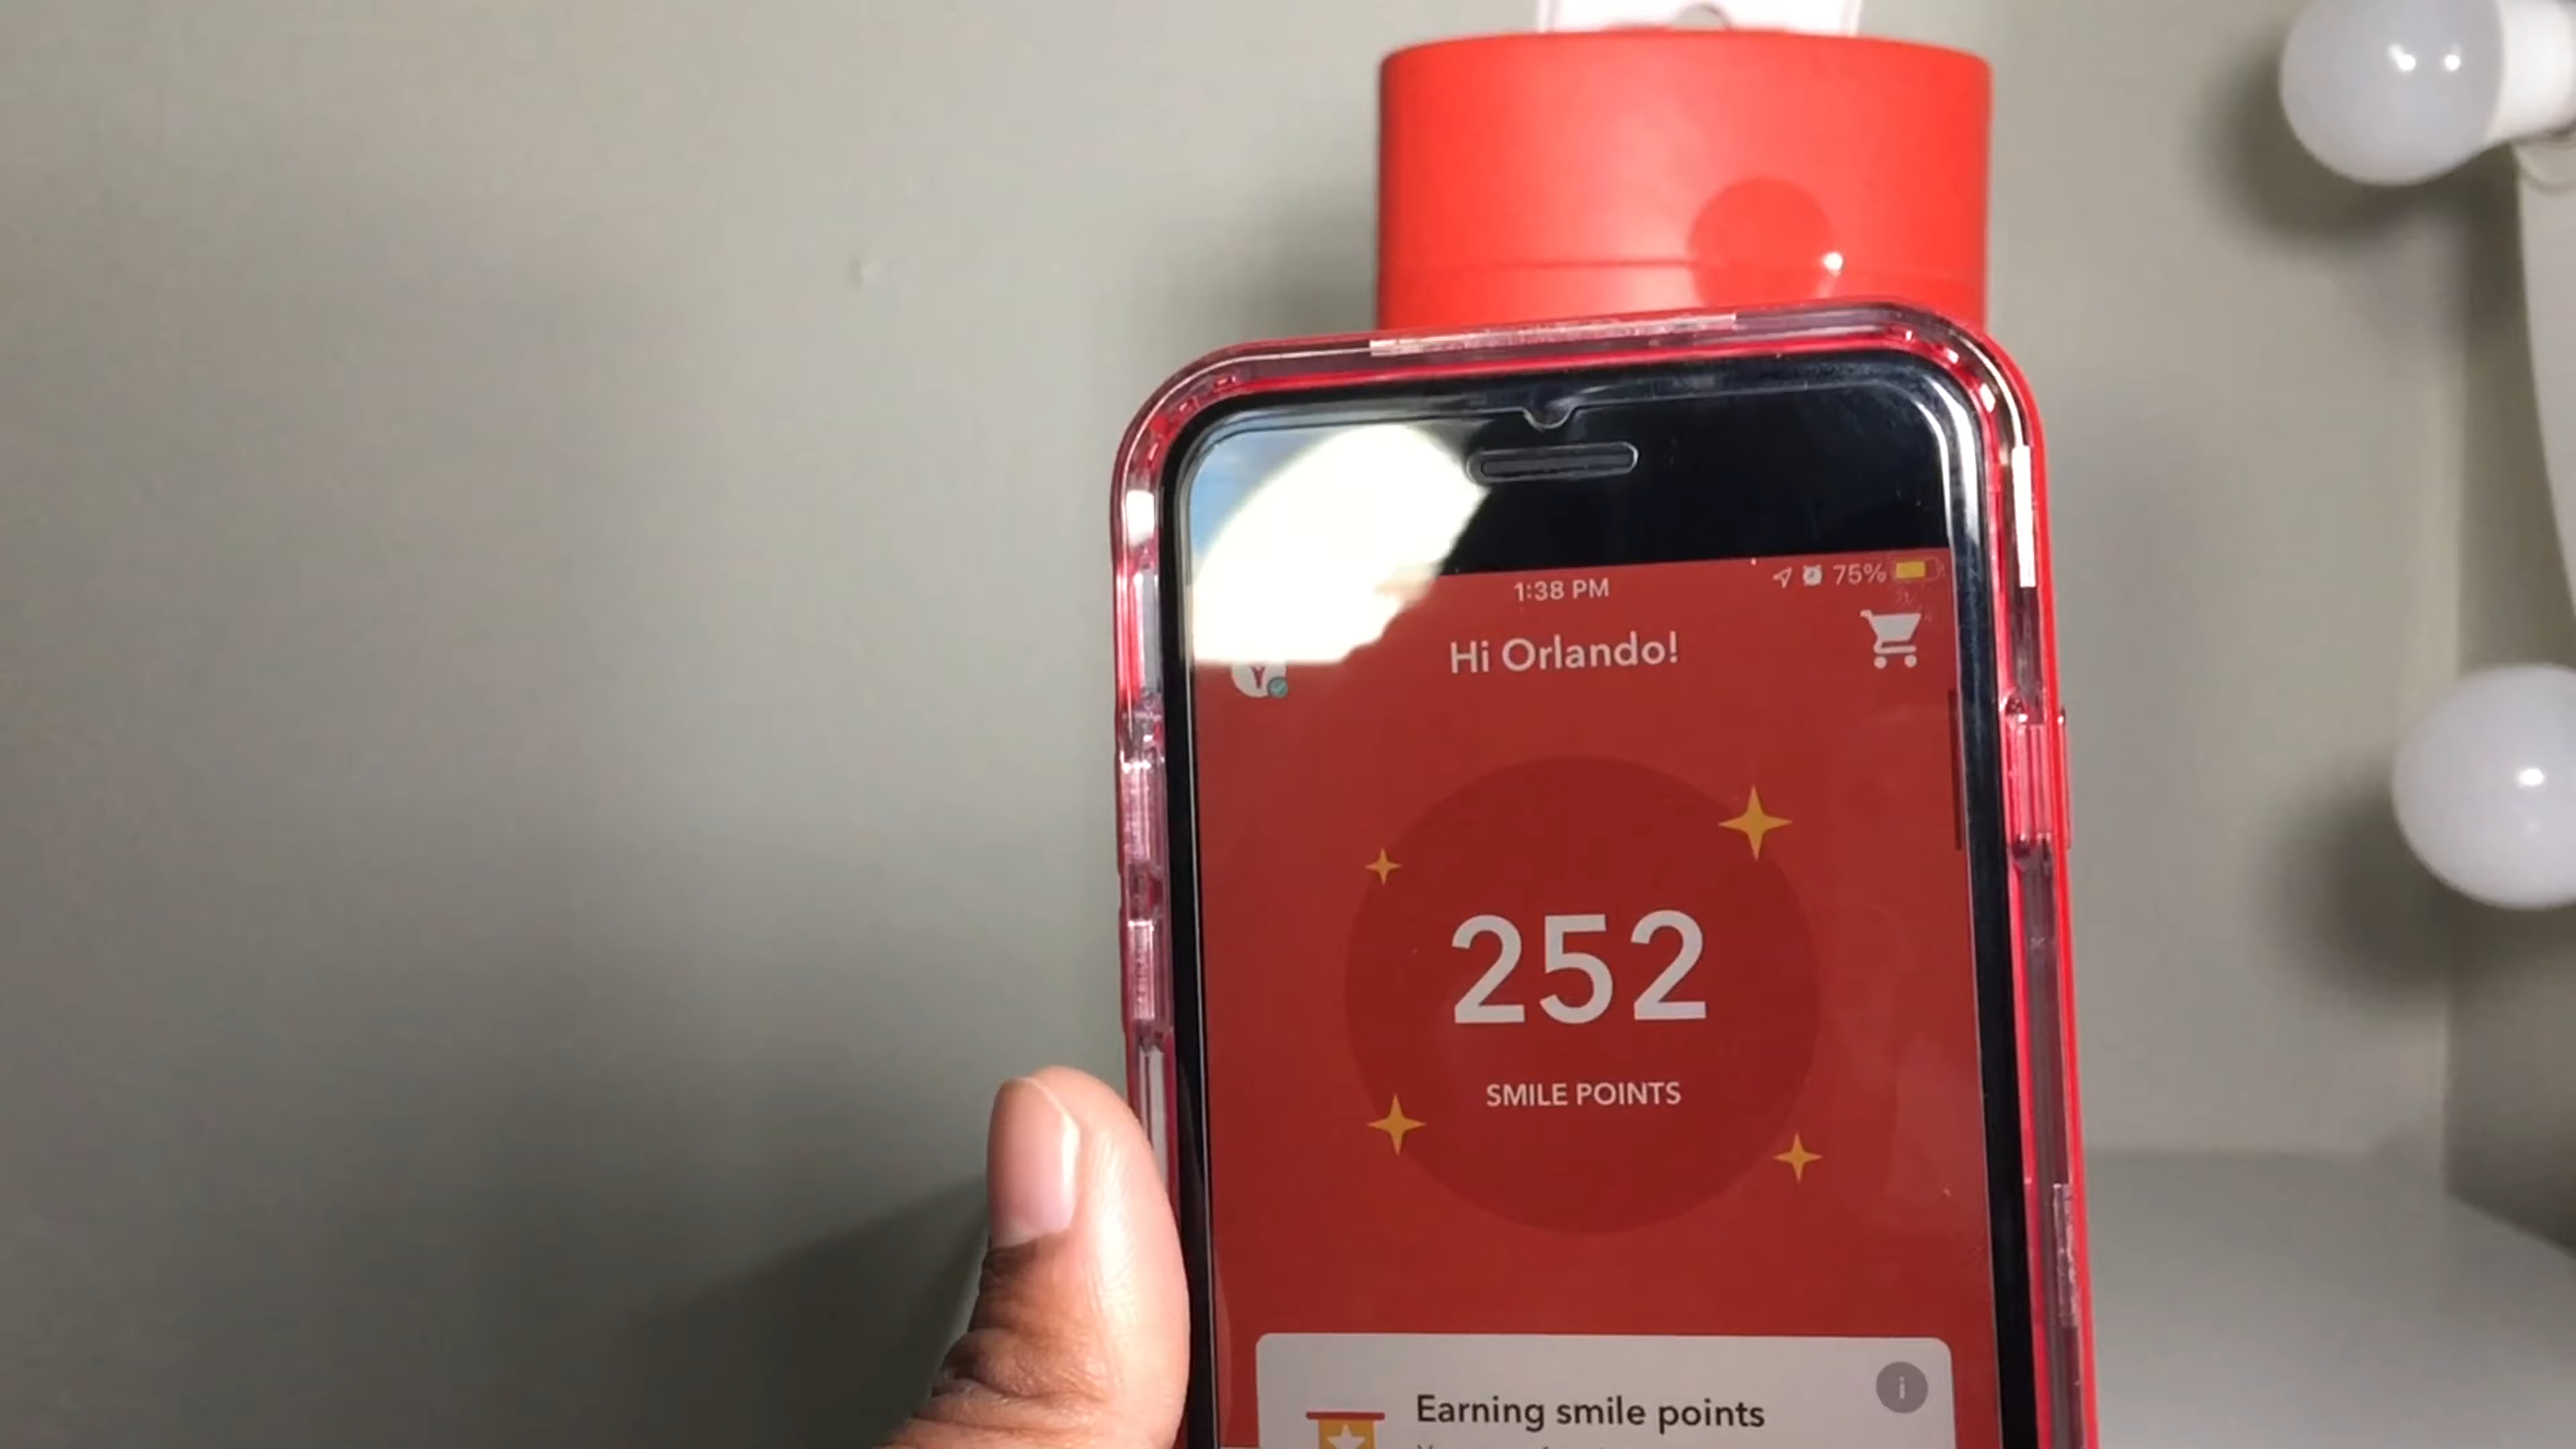 1:38 PM
75%
Hi Orlando!
252
SMILE POINTS
Earning smile points
i